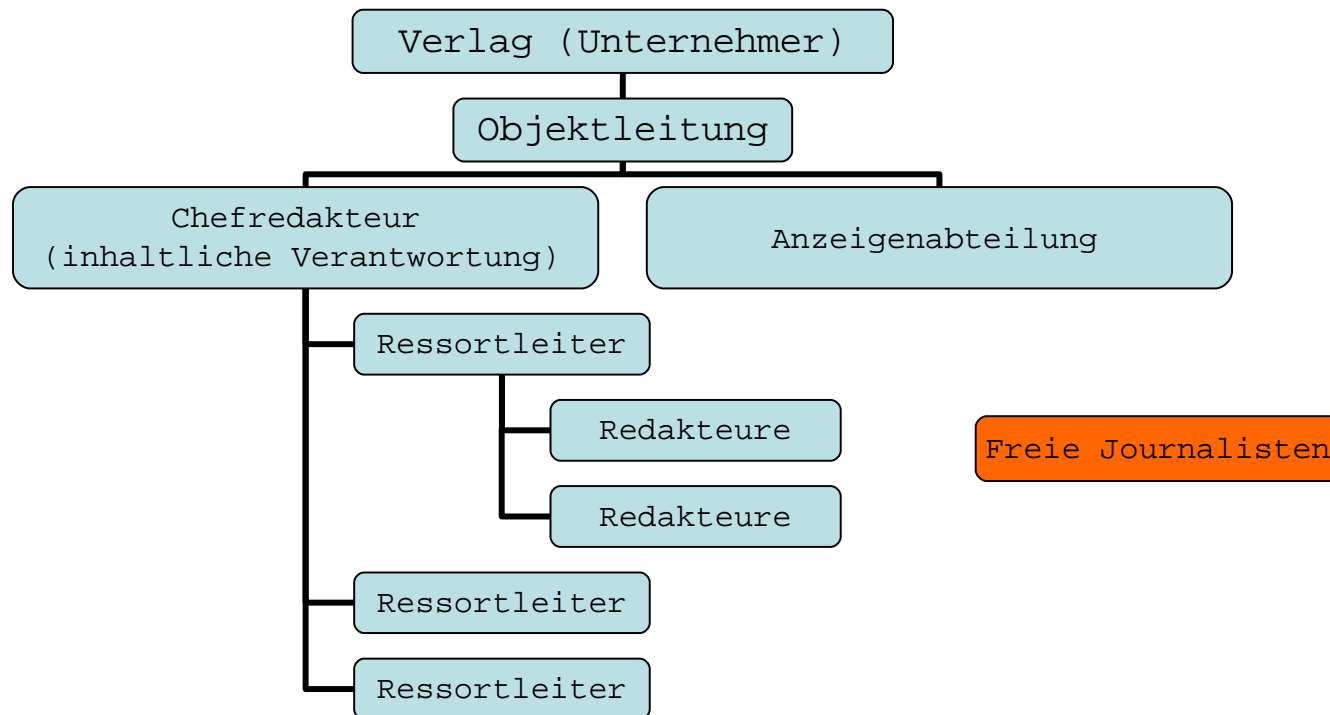 Verlag (Unternehmer)
Objektleitung
Chefredakteur
(inhaltliche Verantwortung)
Anzeigenabteilung
Ressortleiter
Redakteure
Freie Journalisten
Redakteure
Ressortleiter
Ressortleiter